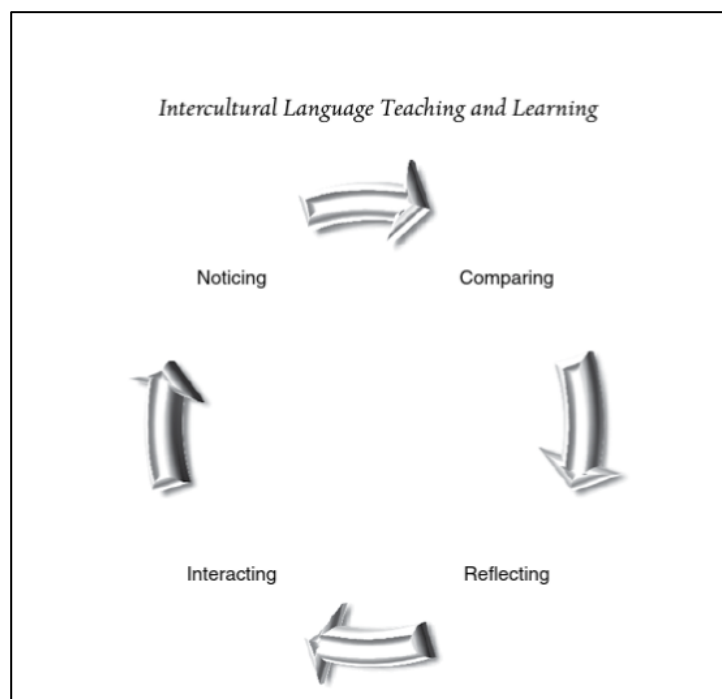 Intercultural Language Teaching and Learning
Noticing
Comparing
Interacting
Reflecting